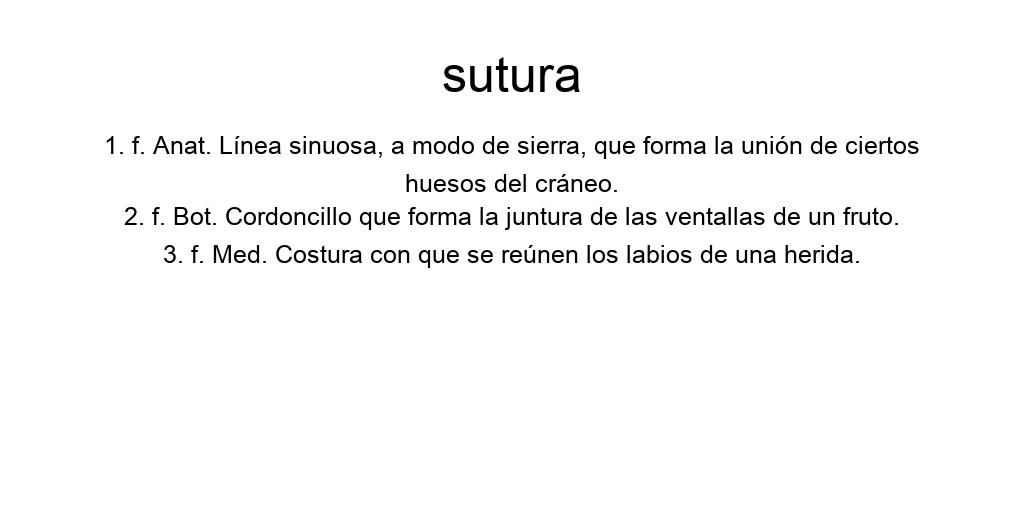 sutura
1. f. Anat. Línea sinuosa, a modo de sierra, que forma la unión de ciertos
huesos del cráneo.
2. f. Bot. Cordoncillo que forma la juntura de las ventallas de un fruto.
3. f. Med. Costura con que se reúnen los labios de una herida.